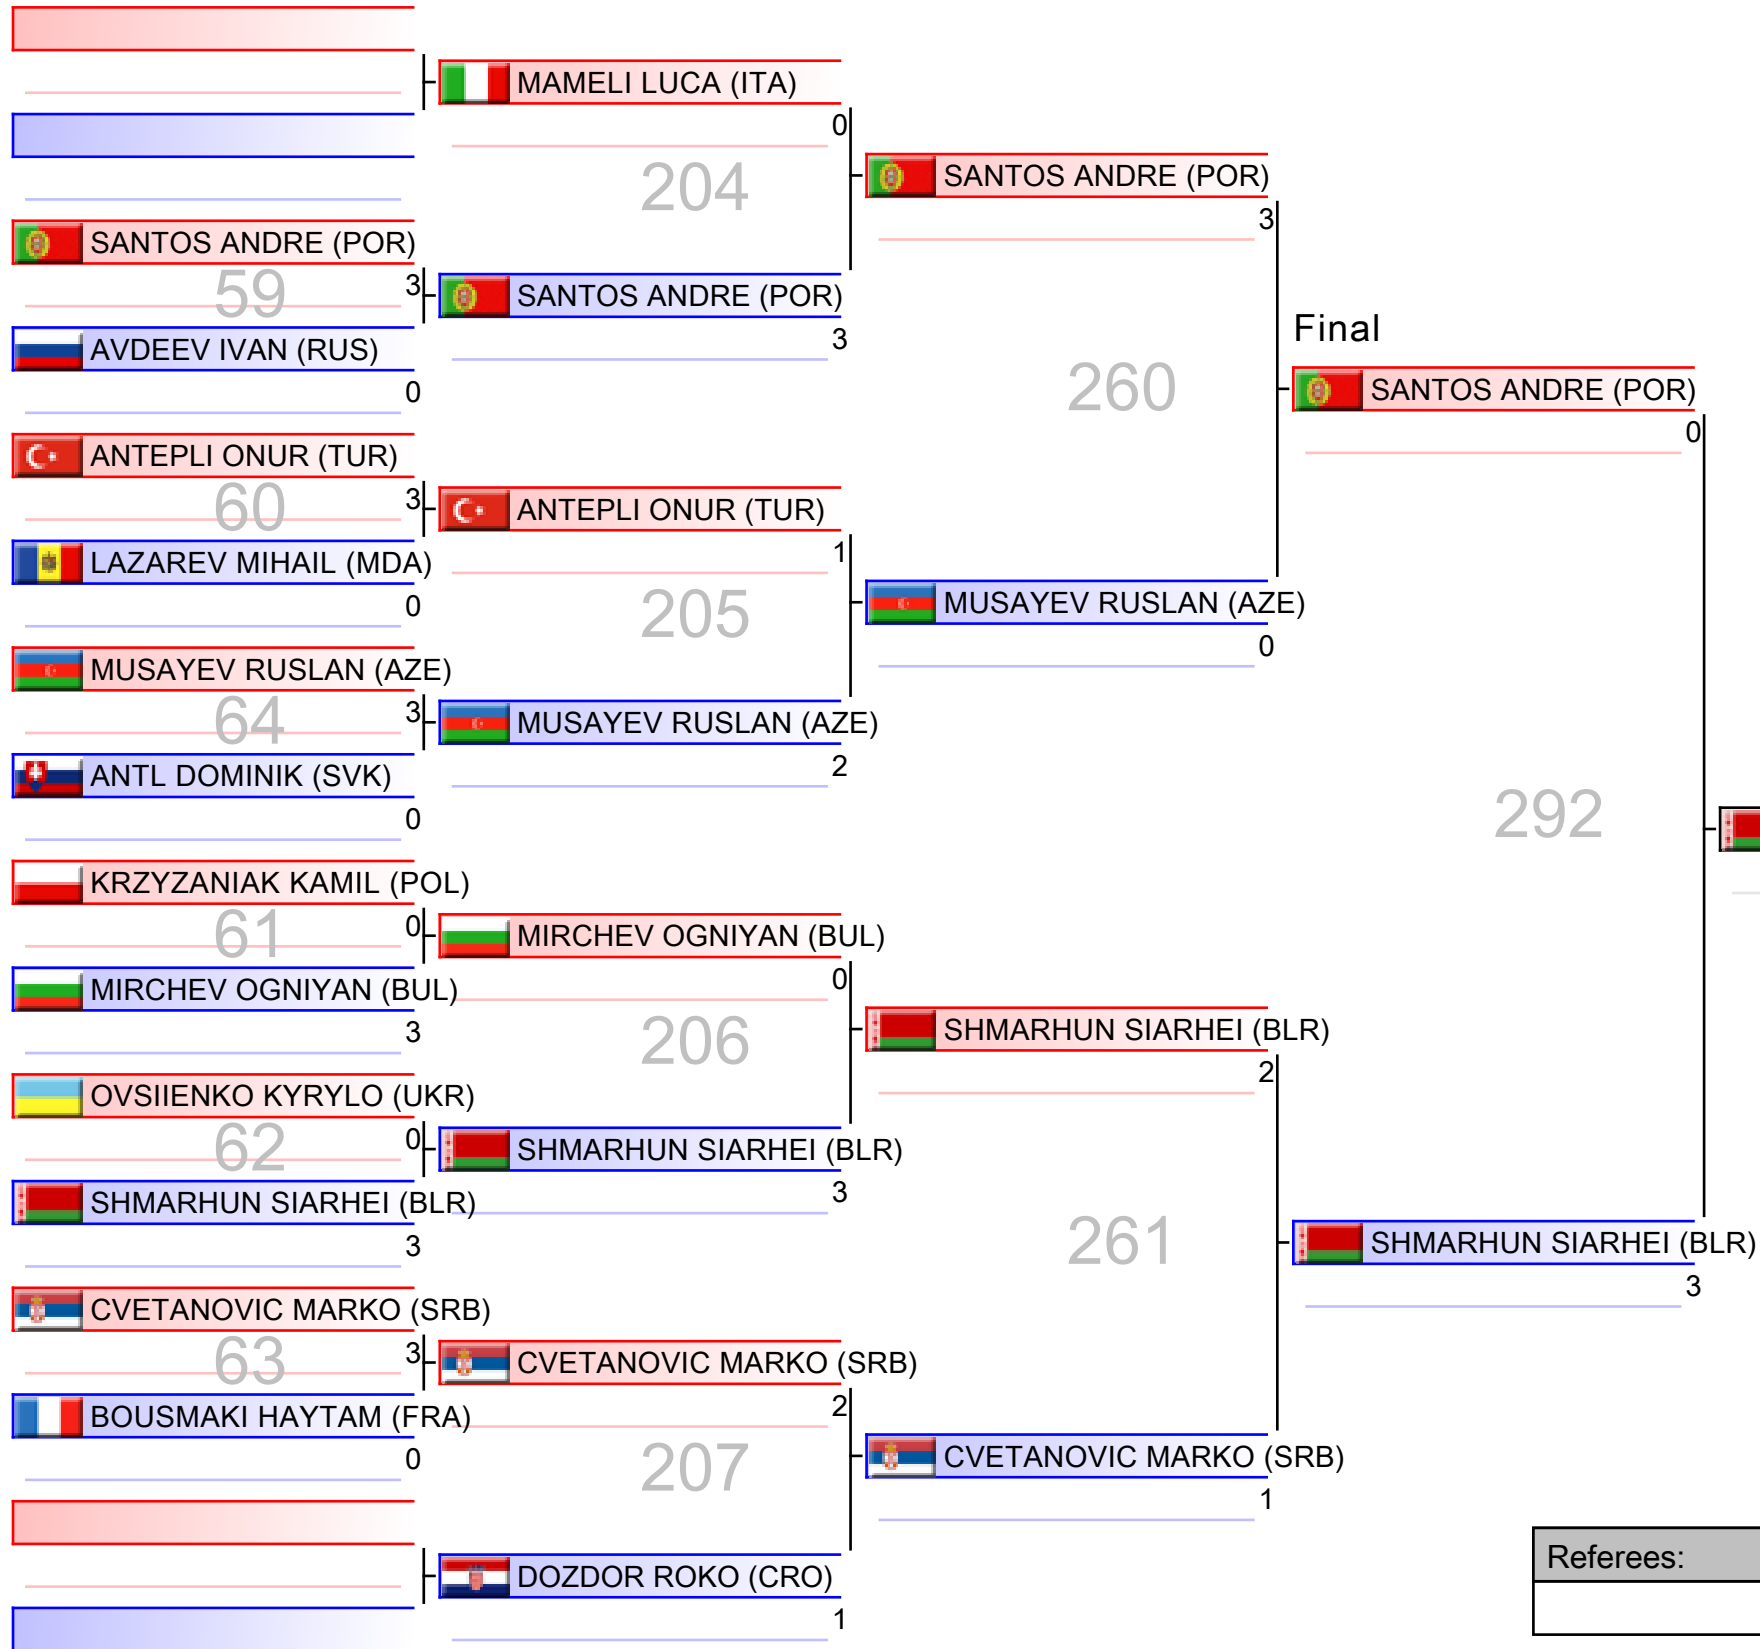 MAMELI LUCA (ITA)
0
204
SANTOS ANDRE (POR)
3
SANTOS ANDRE (POR)
59
3
SANTOS ANDRE (POR)
3
AVDEEV IVAN (RUS)
0
Final
260
SANTOS ANDRE (POR)
0
ANTEPLI ONUR (TUR)
60
3
ANTEPLI ONUR (TUR)
1
LAZAREV MIHAIL (MDA)
0
205
MUSAYEV RUSLAN (AZE)
0
MUSAYEV RUSLAN (AZE)
64
3
MUSAYEV RUSLAN (AZE)
2
ANTL DOMINIK (SVK)
0
292
KRZYZANIAK KAMIL (POL)
61
0
MIRCHEV OGNIYAN (BUL)
0
MIRCHEV OGNIYAN (BUL)
3
206
SHMARHUN SIARHEI (BLR)
2
OVSIIENKO KYRYLO (UKR)
62
0
SHMARHUN SIARHEI (BLR)
3
SHMARHUN SIARHEI (BLR)
3
261
SHMARHUN SIARHEI (BLR)
3
CVETANOVIC MARKO (SRB)
63
3
CVETANOVIC MARKO (SRB)
2
BOUSMAKI HAYTAM (FRA)
0
207
CVETANOVIC MARKO (SRB)
1
DOZDOR ROKO (CRO)
1
Referees: